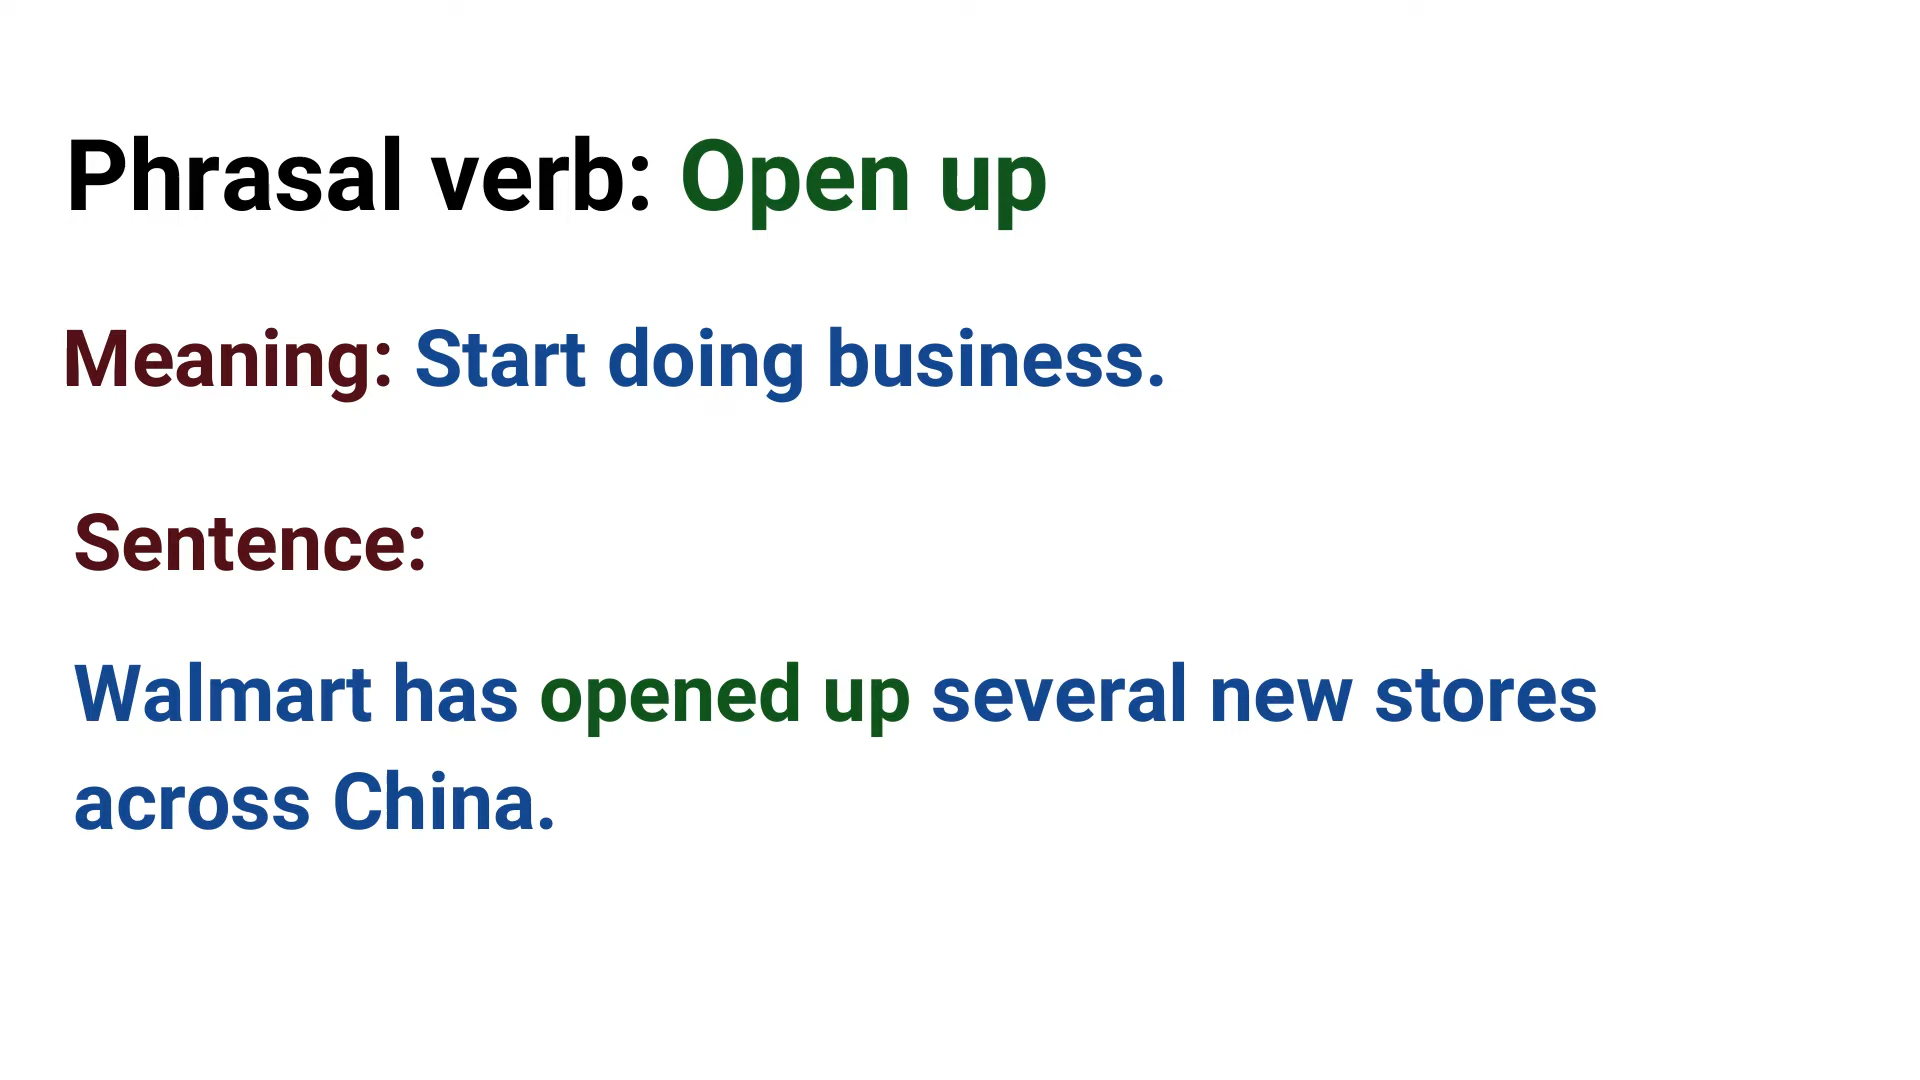 Phrasal verb: Open up
Meaning: Start doing business.
Sentence:
Walmart has opened up several new stores
across China.